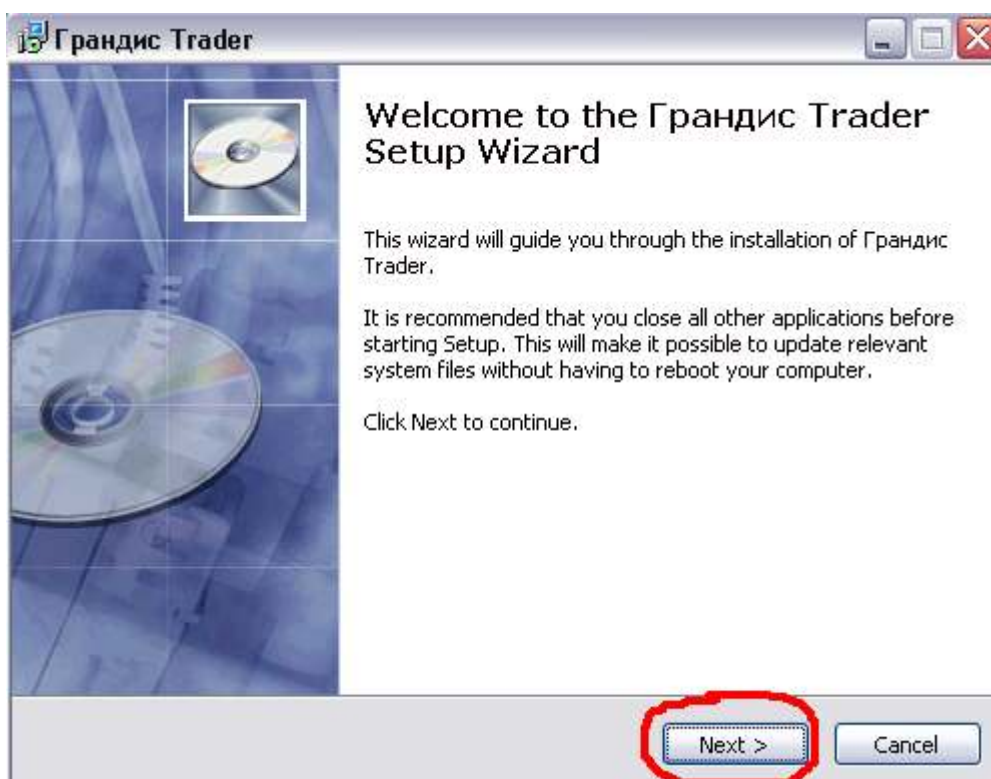 Грандис Trader
Welcome to the Грандис Trader
Setup Wizard
This wizard will guide you through the installation of Грандис
Trader.
It is recommended that you close all other applications before
starting Setup. This will make it possible to update relevant
system files without having to reboot your computer.
Click Next to continue.
Next >
Cancel